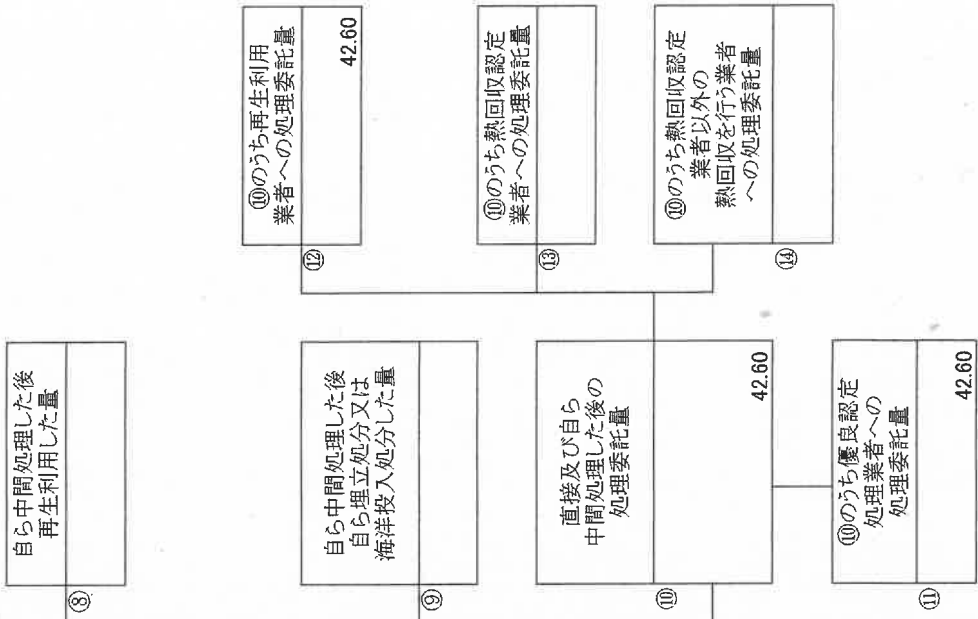 自ら中間処理した後
再生利用した量
⑧
自ら中間処理した後
自ら埋立処分又は
海洋投入処分した量
⑨
直接及び自ら
中間処理した後の
処理委託量
⑩
42.60
⑩のうち優良認定
処理業者への
処理委託量
⑪
42.60
⑩のうち再生利用
業者への処理委託量
⑫
42.60
⑩のうち熱回収認定
業者への処理委託量
⑬
⑩のうち熱回収認定
業者以外の
熱回収を行う業者
への処理委託量
⑭